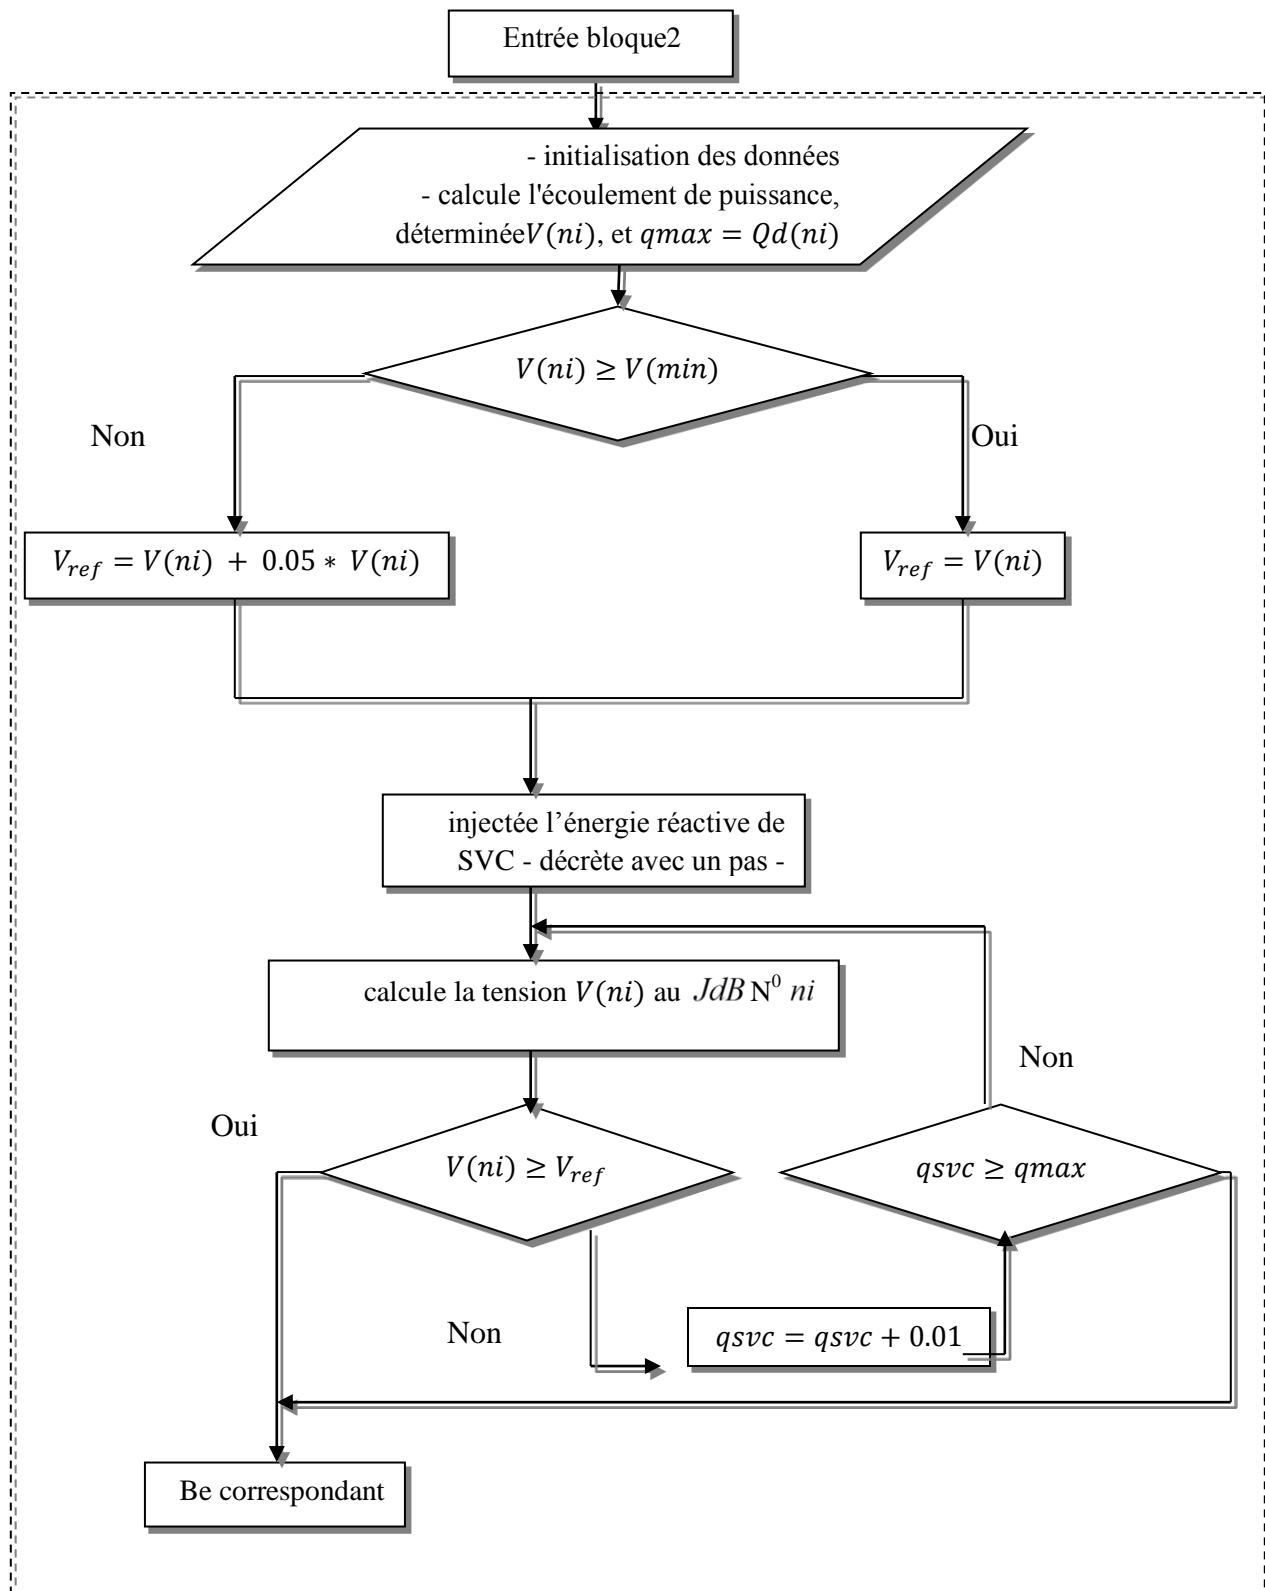 Entrée bloque2
- initialisation des données
- calcule l'écoulement de puissance,
déterminéeV(ni), et qmax = Qd(ni)
V(ni) ≥ V(min)
Non
Oui
V_ref = V(ni) + 0.05 * V(ni)
V_ref = V(ni)
injectée l’énergie réactive de
SVC - décrète avec un pas -
calcule la tension V(ni) au JdB N⁰ ni
Non
Oui
V(ni) ≥ V_ref
qsvc ≥ qmax
Non
qsvc = qsvc + 0.01
Be correspondant